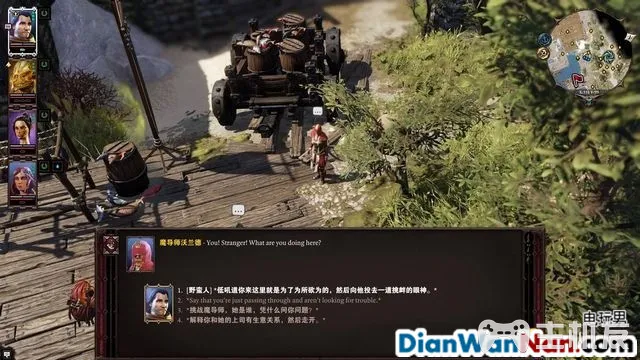 魔导师沃兰德 - You! Stranger! What are you doing here?
1. [野蛮人] *低吼道你来这里就是为了为所欲为的，然后向他投去一道挑衅的眼神。*
2. *Say that you're just passing through and aren't looking for trouble.*
3. *挑战魔导师，她是谁，凭什么问你问题？*
4. *解释你和她的上司有生意关系，然后走开。*
电玩男
DianWanNan.com